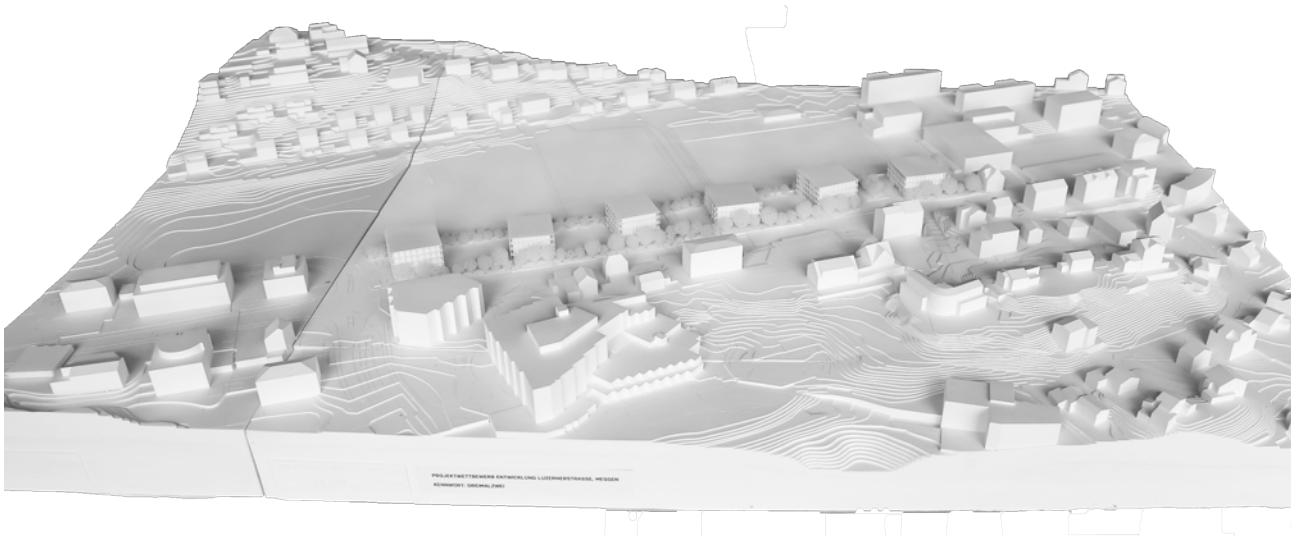 PROJEKTWETTBEWERB ENTWICKLUNG LUZERNERSTRASSE, MEGGEN
KENNWORT: DREIMALZWEI